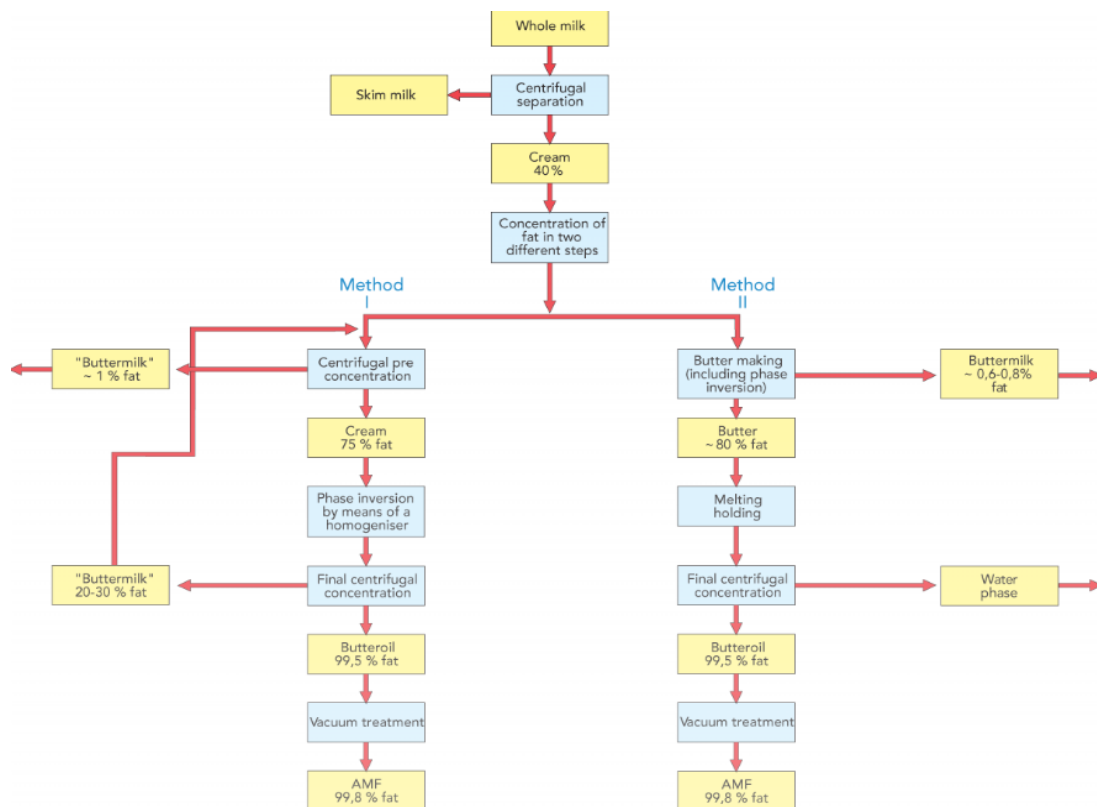 Whole milk
Centrifugal
separation
Skim milk
Cream
40 %
Concentration of
fat in two
different steps
Method
I
Method
II
"Buttermilk"
~ 1 % fat
Centrifugal pre
concentration
Butter making
(including phase
inversion)
Buttermilk
~ 0,6-0,8%
fat
Cream
75 % fat
Butter
~ 80 % fat
Phase inversion
by means of a
homogeniser
Melting
holding
"Buttermilk"
20-30 % fat
Final centrifugal
concentration
Final centrifugal
concentration
Water
phase
Butteroil
99,5 % fat
Butteroil
99,5 % fat
Vacuum treatment
Vacuum treatment
AMF
99,8 % fat
AMF
99,8 % fat